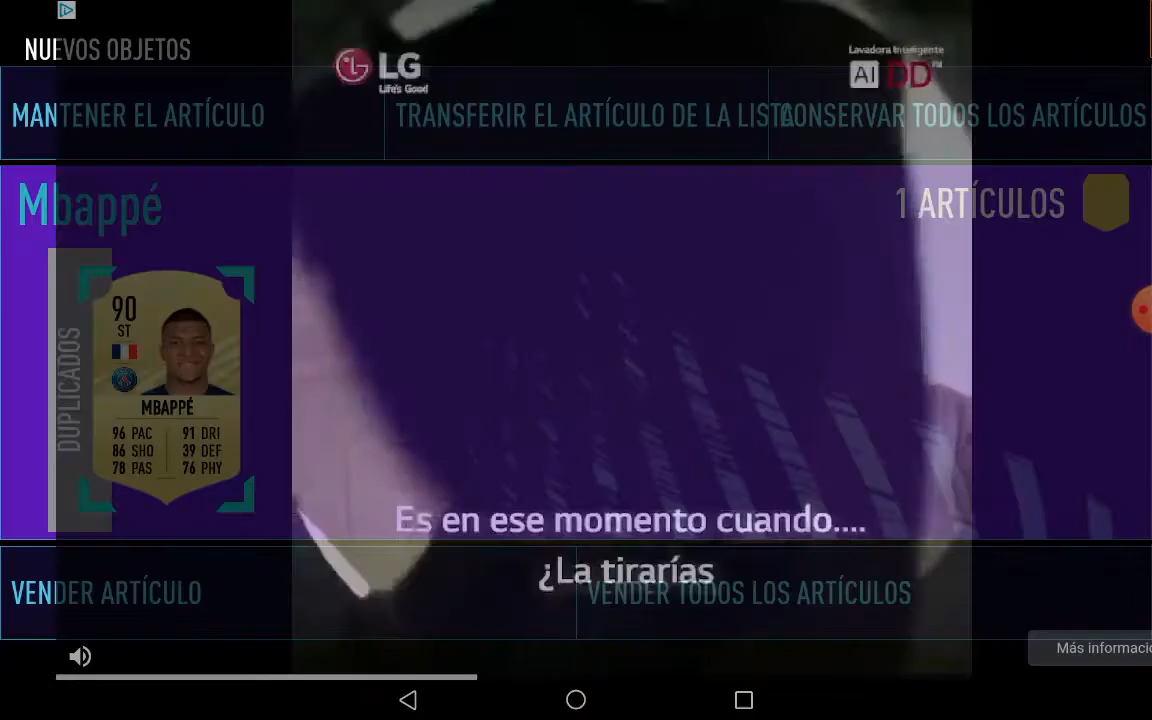 NUEVOS OBJETOS
LG
Life's Good
Lavadora Inteligente
AI DD™
MANTENER EL ARTÍCULO
TRANSFERIR EL ARTÍCULO DE LA LISTA
CONSERVAR TODOS LOS ARTÍCULOS
Mbappé
1 ARTÍCULOS
DUPLICADOS
90
ST
MBAPPÉ
96 PAC 91 DRI
86 SHO 39 DEF
78 PAS 76 PHY
Es en ese momento cuando....
¿La tirarías
VENDER ARTÍCULO
VENDER TODOS LOS ARTÍCULOS
Más informació